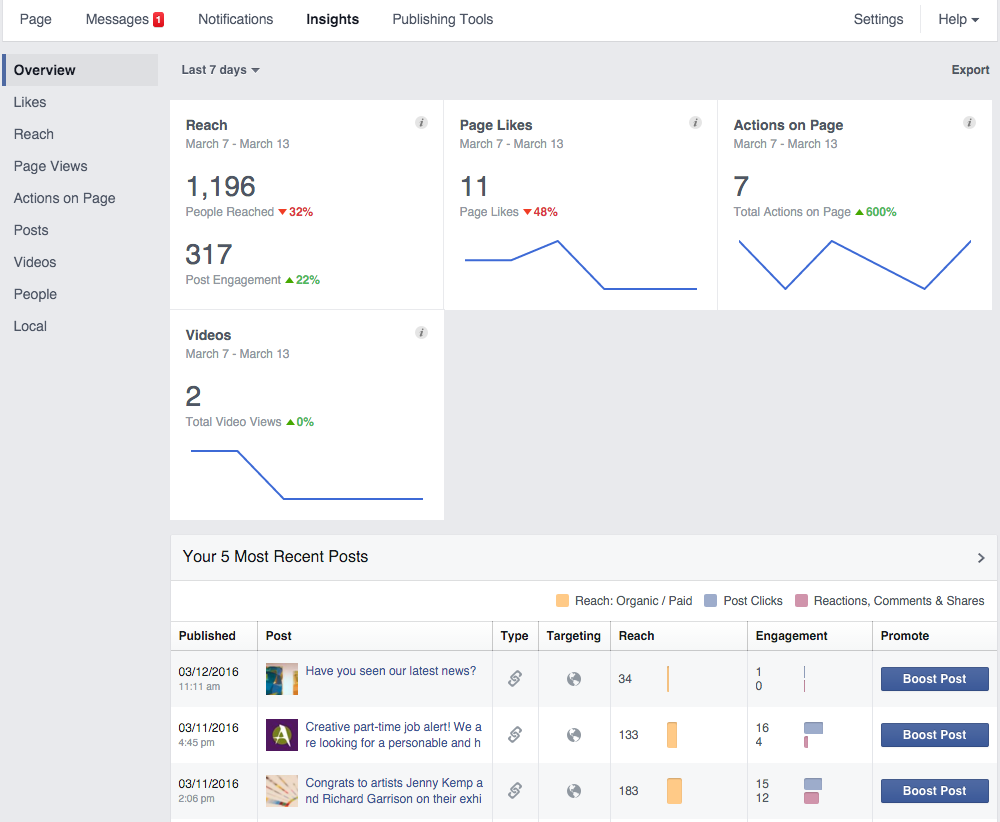 Page Messages 1 Notifications Insights Publishing Tools Settings Help
Overview
Likes
Reach
Page Views
Actions on Page
Posts
Videos
People
Local
Last 7 days Export
Reach
March 7 - March 13
1,196
People Reached 32%
317
Post Engagement 22%
Page Likes
March 7 - March 13
11
Page Likes 48%
Actions on Page
March 7 - March 13
7
Total Actions on Page 600%
Videos
March 7 - March 13
2
Total Video Views 0%
Your 5 Most Recent Posts
Reach: Organic / Paid Post Clicks Reactions, Comments & Shares
Published Post Type Targeting Reach Engagement Promote
03/12/2016
11:11 am
Have you seen our latest news?
34
1
0
Boost Post
03/11/2016
4:45 pm
Creative part-time job alert! We a
re looking for a personable and h
133
16
4
Boost Post
03/11/2016
2:06 pm
Congrats to artists Jenny Kemp a
nd Richard Garrison on their exhi
183
15
12
Boost Post